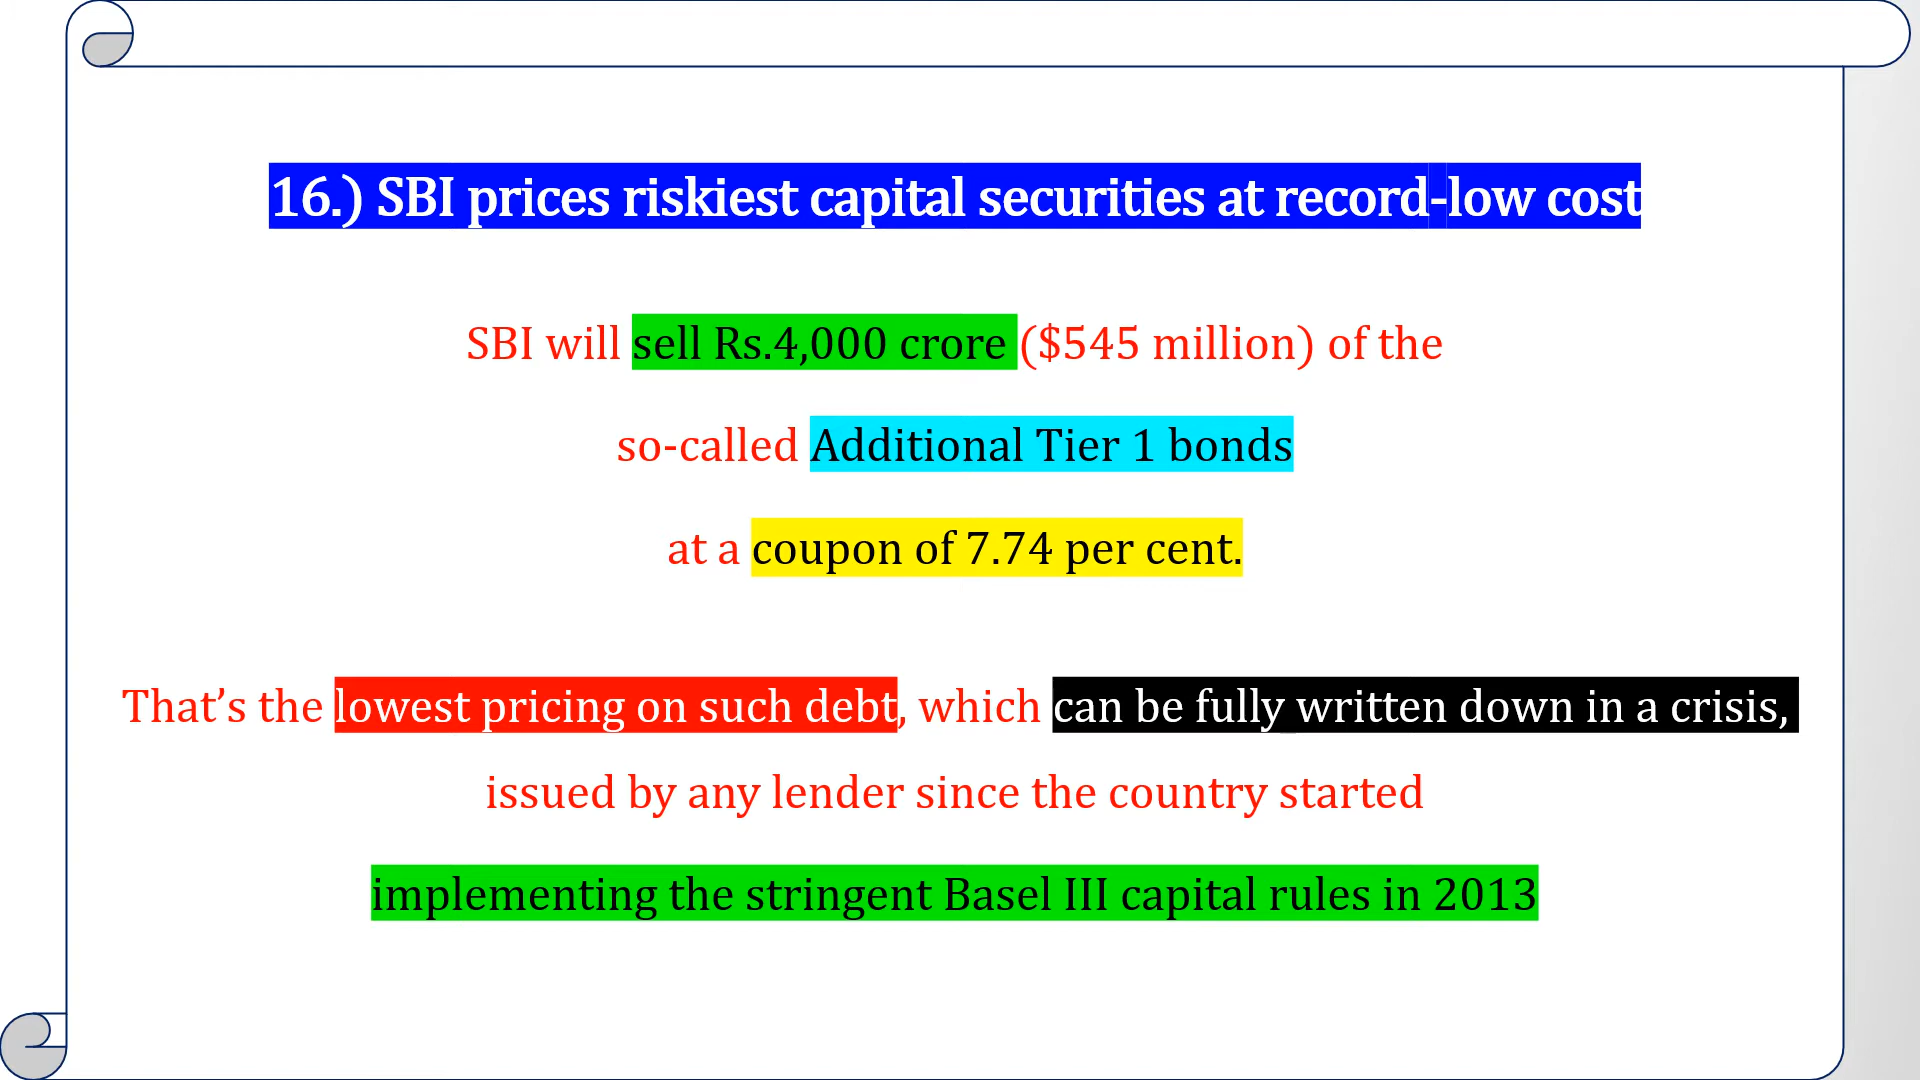 16.) SBI prices riskiest capital securities at record-low cost
SBI will sell Rs.4,000 crore ($545 million) of the
so-called Additional Tier 1 bonds
at a coupon of 7.74 per cent.
That’s the lowest pricing on such debt, which can be fully written down in a crisis,
issued by any lender since the country started
implementing the stringent Basel III capital rules in 2013